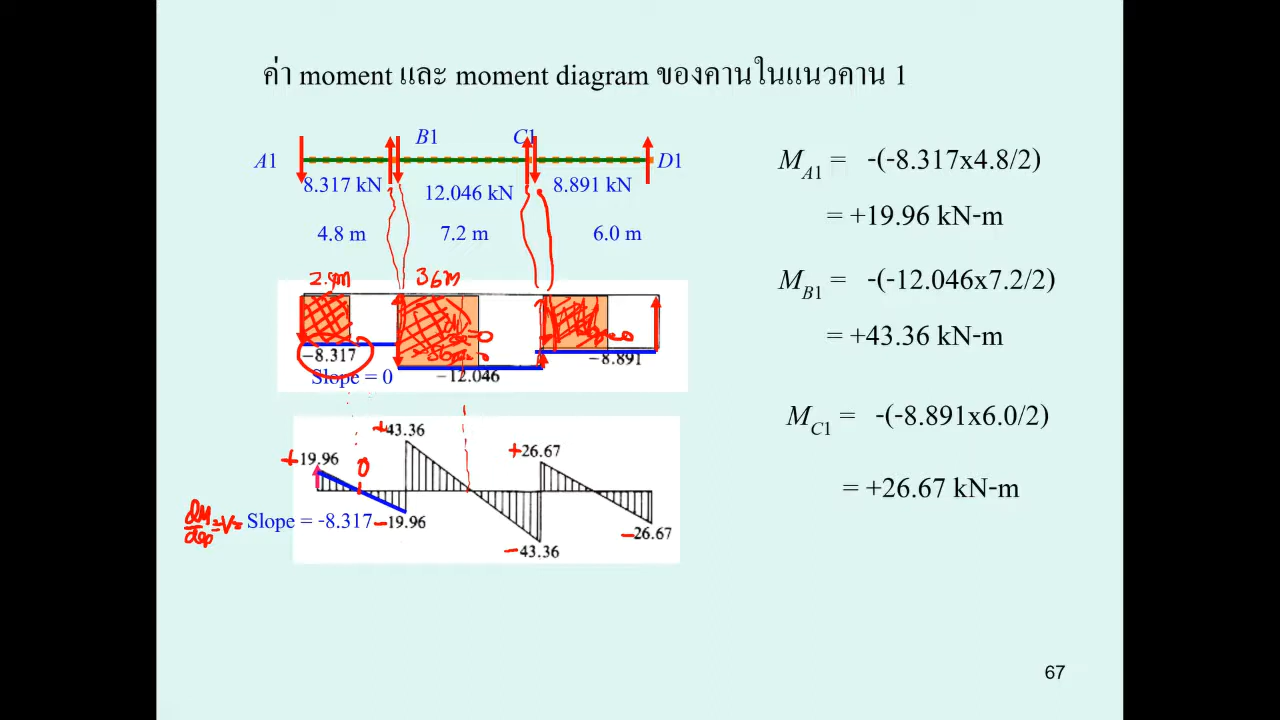 ค่า moment และ moment diagram ของคานในแนวคาน 1
A1 B1 C1 D1
8.317 kN 12.046 kN 8.891 kN
4.8 m 7.2 m 6.0 m
2.4m 3.6m
-8.317 -12.046 -8.891
Slope = 0
+19.96 0 +43.36 +26.67
dM = V = Slope = -8.317
-19.96 -43.36 -26.67
M_A1 = -(-8.317x4.8/2)
= +19.96 kN-m
M_B1 = -(-12.046x7.2/2)
= +43.36 kN-m
M_C1 = -(-8.891x6.0/2)
= +26.67 kN-m
67